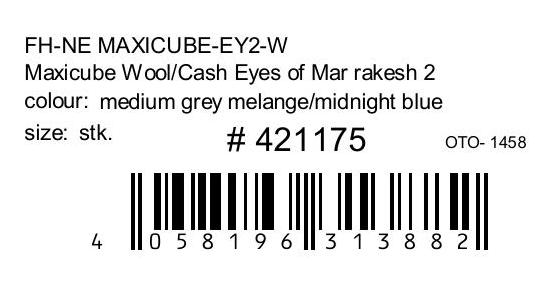 FH-NE MAXICUBE-EY2-W
Maxicube Wool/Cash Eyes of Mar rakesh 2
colour: medium grey melange/midnight blue
size: stk.
# 421175
OTO- 1458
4 058196 313882